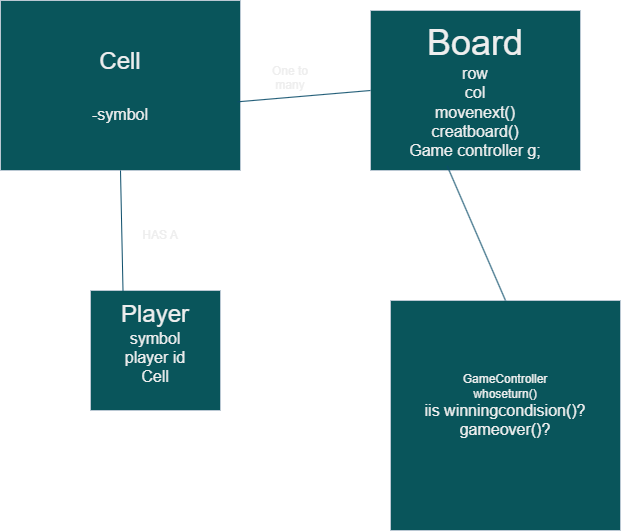 Cell
-symbol
One to
many
Board
row
col
movenext()
creatboard()
Game controller g;
HAS A
Player
symbol
player id
Cell
GameController
whoseturn()
iis winningcondision()?
gameover()?